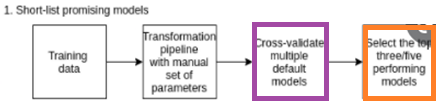 1. Short-list promising models
Training
data
Transformation
pipeline
with manual
set of
parameters
Cross-validate
multiple
default
models
Select the top
three/five
performing
models